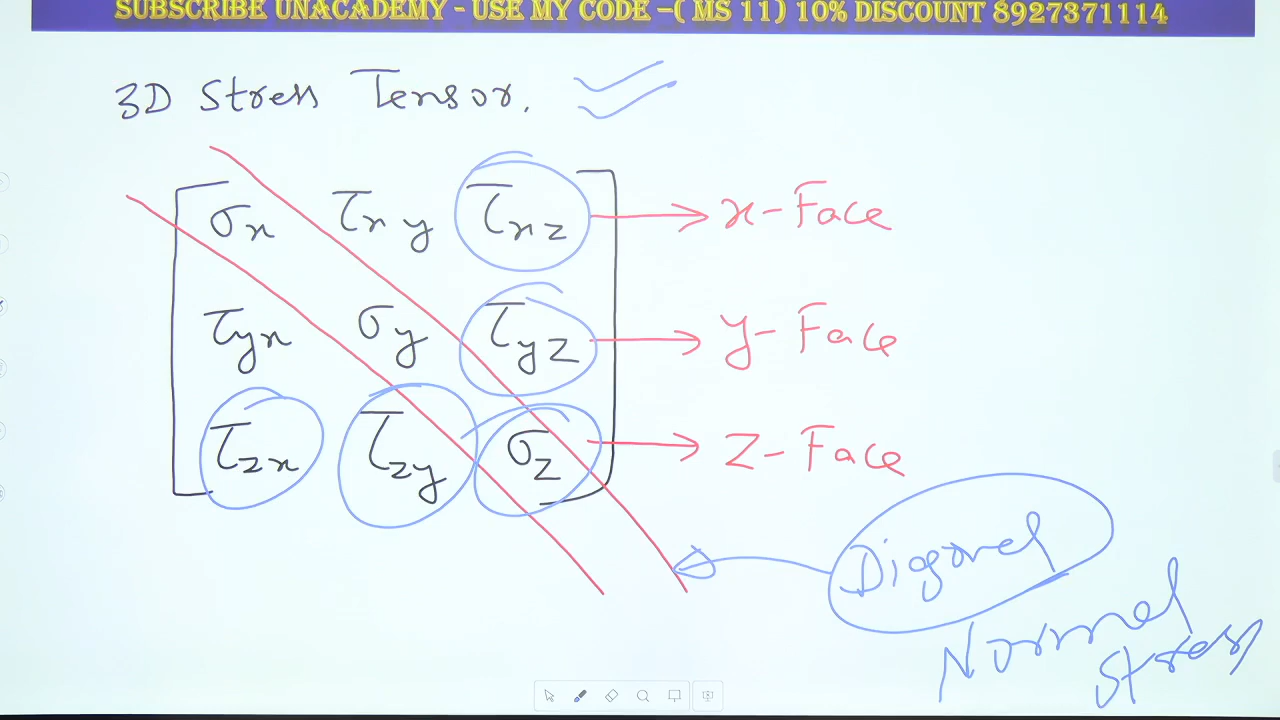 SUBSCRIBE UNACADEMY - USE MY CODE –( MS 11) 10% DISCOUNT 8927371114
3D Stress Tensor.
σx τxy τxz → x-Face
τyx σy τyz → y-Face
τzx τzy σz → z-Face
Digonel
Normal
Stress